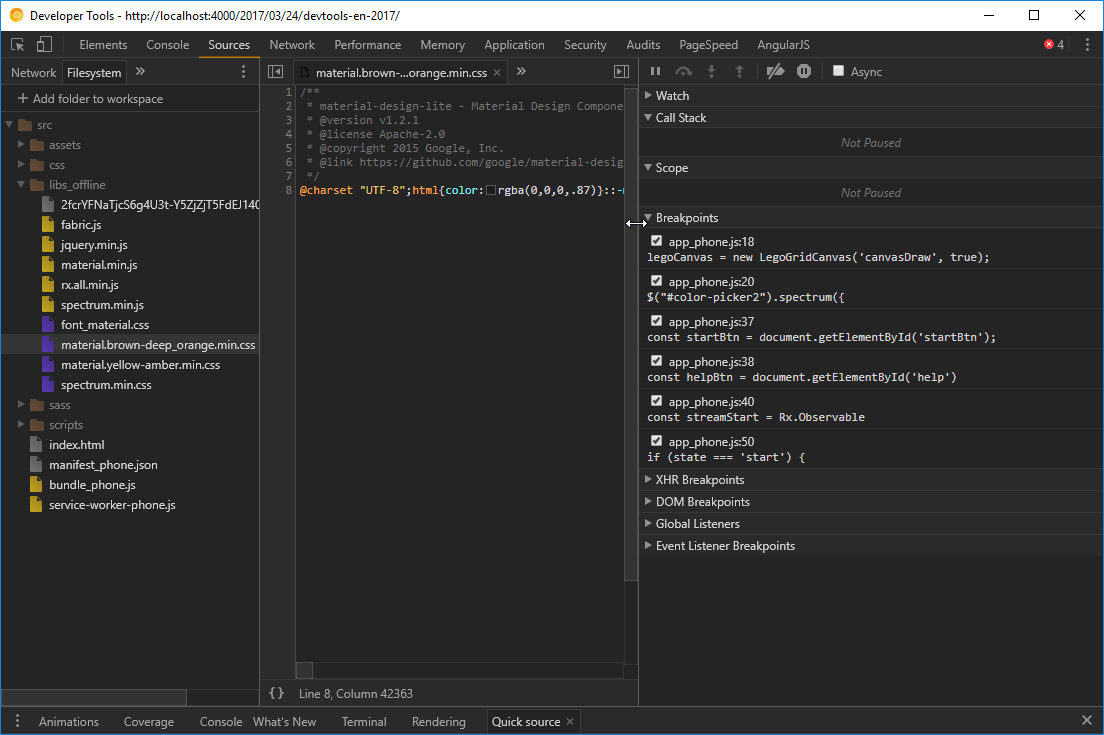 Developer Tools - http://localhost:4000/2017/03/24/devtools-en-2017/
Elements Console Sources Network Performance Memory Application Security Audits PageSpeed AngularJS 4
Network Filesystem »
+ Add folder to workspace
src
assets
css
libs_offline
2fcrYFNaTjcS6g4U3t-Y5ZjZjT5FdEJ140
fabric.js
jquery.min.js
material.min.js
rx.all.min.js
spectrum.min.js
font_material.css
material.brown-deep_orange.min.css
material.yellow-amber.min.css
spectrum.min.css
sass
scripts
index.html
manifest_phone.json
bundle_phone.js
service-worker-phone.js
material.brown-...orange.min.css × »
1 /**
2 * material-design-lite - Material Design Compone
3 * @version v1.2.1
4 * @license Apache-2.0
5 * @copyright 2015 Google, Inc.
6 * @link https://github.com/google/material-desig
7 */
8 @charset "UTF-8";html{color:rgba(0,0,0,.87)}::-
{} Line 8, Column 42363
Async
Watch
Call Stack
Not Paused
Scope
Not Paused
Breakpoints
app_phone.js:18
legoCanvas = new LegoGridCanvas('canvasDraw', true);
app_phone.js:20
$("#color-picker2").spectrum({
app_phone.js:37
const startBtn = document.getElementById('startBtn');
app_phone.js:38
const helpBtn = document.getElementById('help')
app_phone.js:40
const streamStart = Rx.Observable
app_phone.js:50
if (state === 'start') {
XHR Breakpoints
DOM Breakpoints
Global Listeners
Event Listener Breakpoints
Animations Coverage Console What's New Terminal Rendering Quick source ×